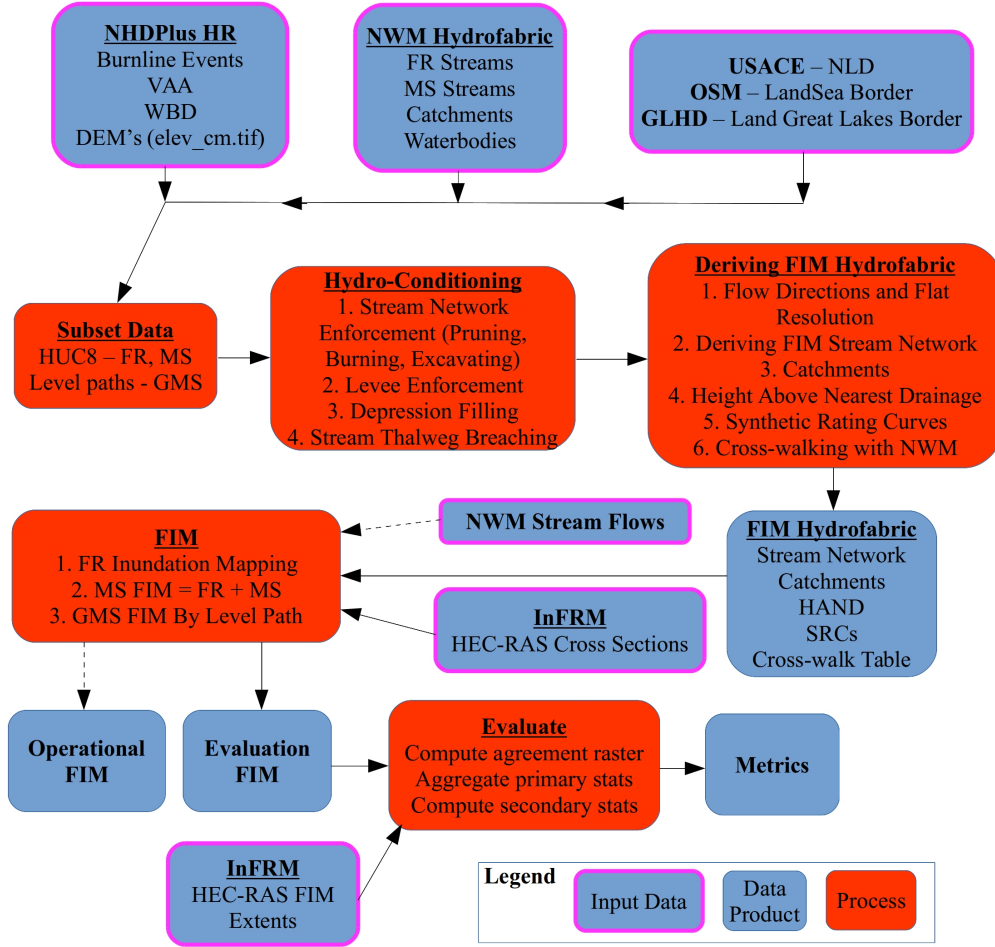 NHDPlus HR
Burnline Events
VAA
WBD
DEM's (elev_cm.tif)
NWM Hydrofabric
FR Streams
MS Streams
Catchments
Waterbodies
USACE – NLD
OSM – LandSea Border
GLHD – Land Great Lakes Border
Subset Data
HUC8 – FR, MS
Level paths - GMS
Hydro-Conditioning
1. Stream Network
Enforcement (Pruning,
Burning, Excavating)
2. Levee Enforcement
3. Depression Filling
4. Stream Thalweg Breaching
Deriving FIM Hydrofabric
1. Flow Directions and Flat
Resolution
2. Deriving FIM Stream Network
3. Catchments
4. Height Above Nearest Drainage
5. Synthetic Rating Curves
6. Cross-walking with NWM
FIM
1. FR Inundation Mapping
2. MS FIM = FR + MS
3. GMS FIM By Level Path
NWM Stream Flows
InFRM
HEC-RAS Cross Sections
FIM Hydrofabric
Stream Network
Catchments
HAND
SRCs
Cross-walk Table
Operational
FIM
Evaluation
FIM
Evaluate
Compute agreement raster
Aggregate primary stats
Compute secondary stats
Metrics
InFRM
HEC-RAS FIM
Extents
Legend
Input Data
Data
Product
Process